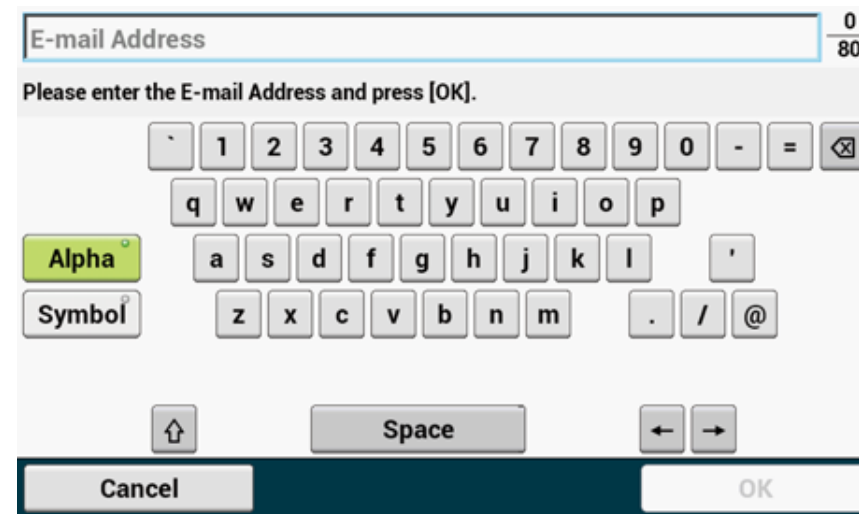 E-mail Address
0
80
Please enter the E-mail Address and press [OK].
` 1 2 3 4 5 6 7 8 9 0 - =
q w e r t y u i o p
Alpha a s d f g h j k l '
Symbol z x c v b n m . / @
Space ← →
Cancel OK